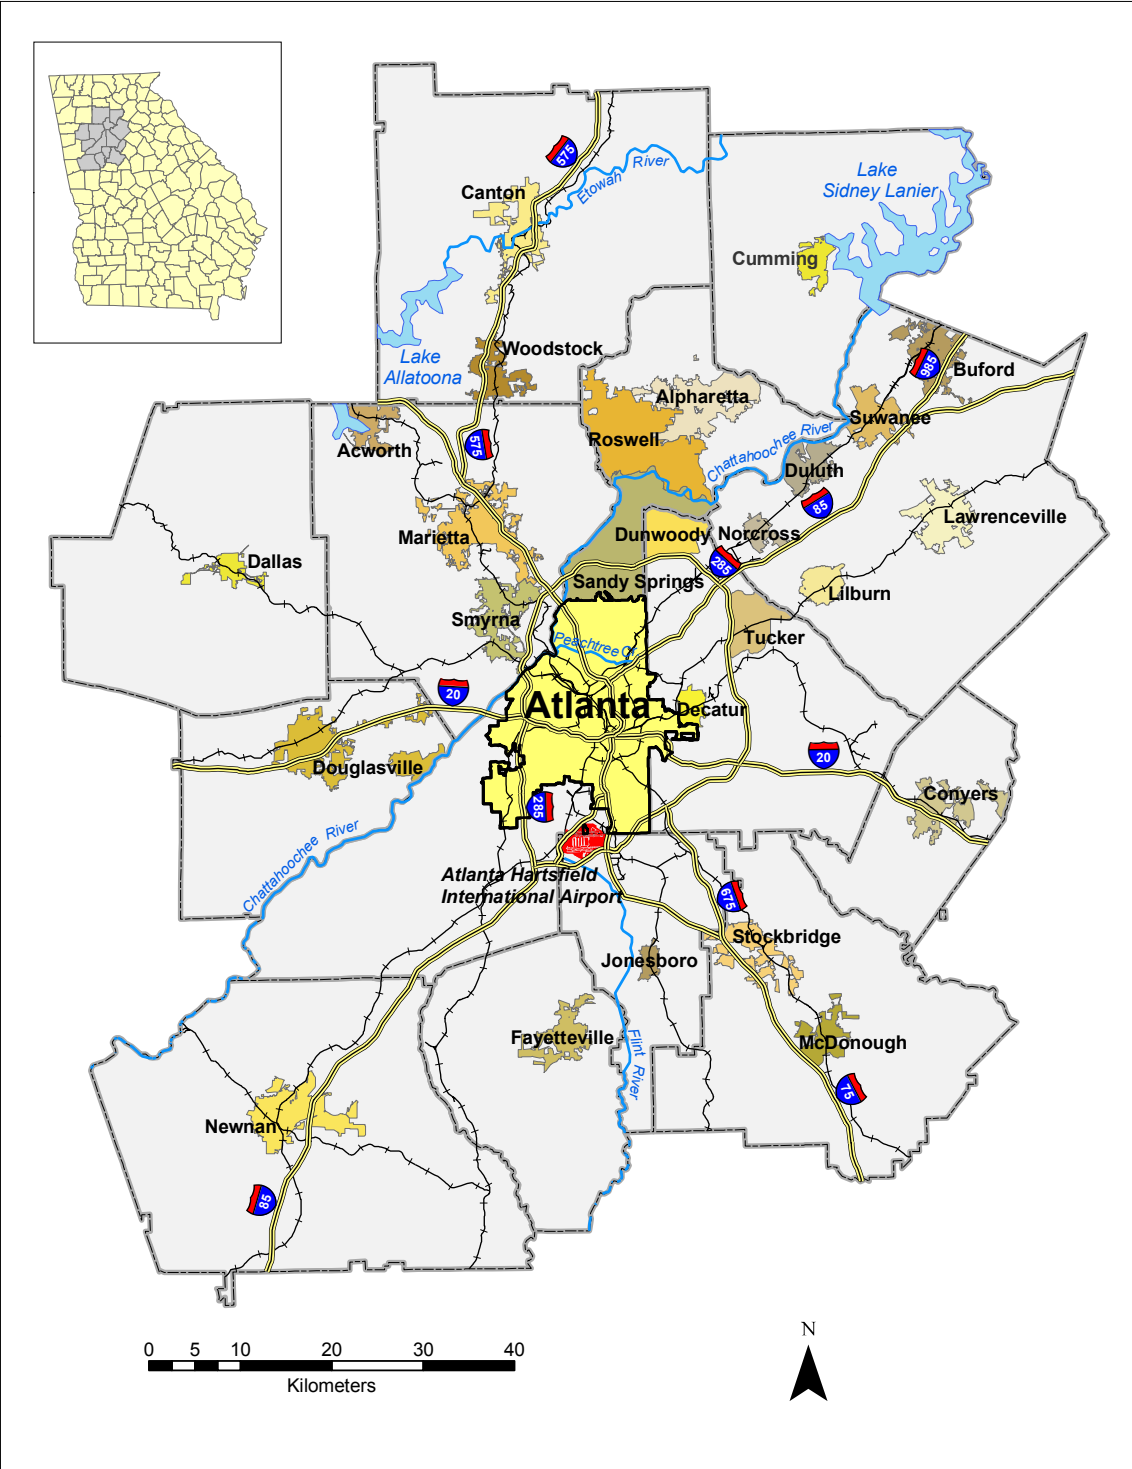 575
Canton
Etowah
River
Lake
Sidney Lanier
Cumming
Woodstock
Lake
Allatoona
985
Buford
Alpharetta
Suwanee
Roswell
Acworth
575
Chattahoochee River
Duluth
85
Lawrenceville
Marietta
Dunwoody
Norcross
285
Dallas
Sandy Springs
Lilburn
Smyrna
Tucker
Peachtree Cr
20
Atlanta
Decatur
20
Douglasville
Conyers
285
Chattahoochee River
Atlanta Hartsfield
International Airport
675
Stockbridge
Jonesboro
Fayetteville
Flint River
McDonough
75
Newnan
85
0 5 10 20 30 40
Kilometers
N